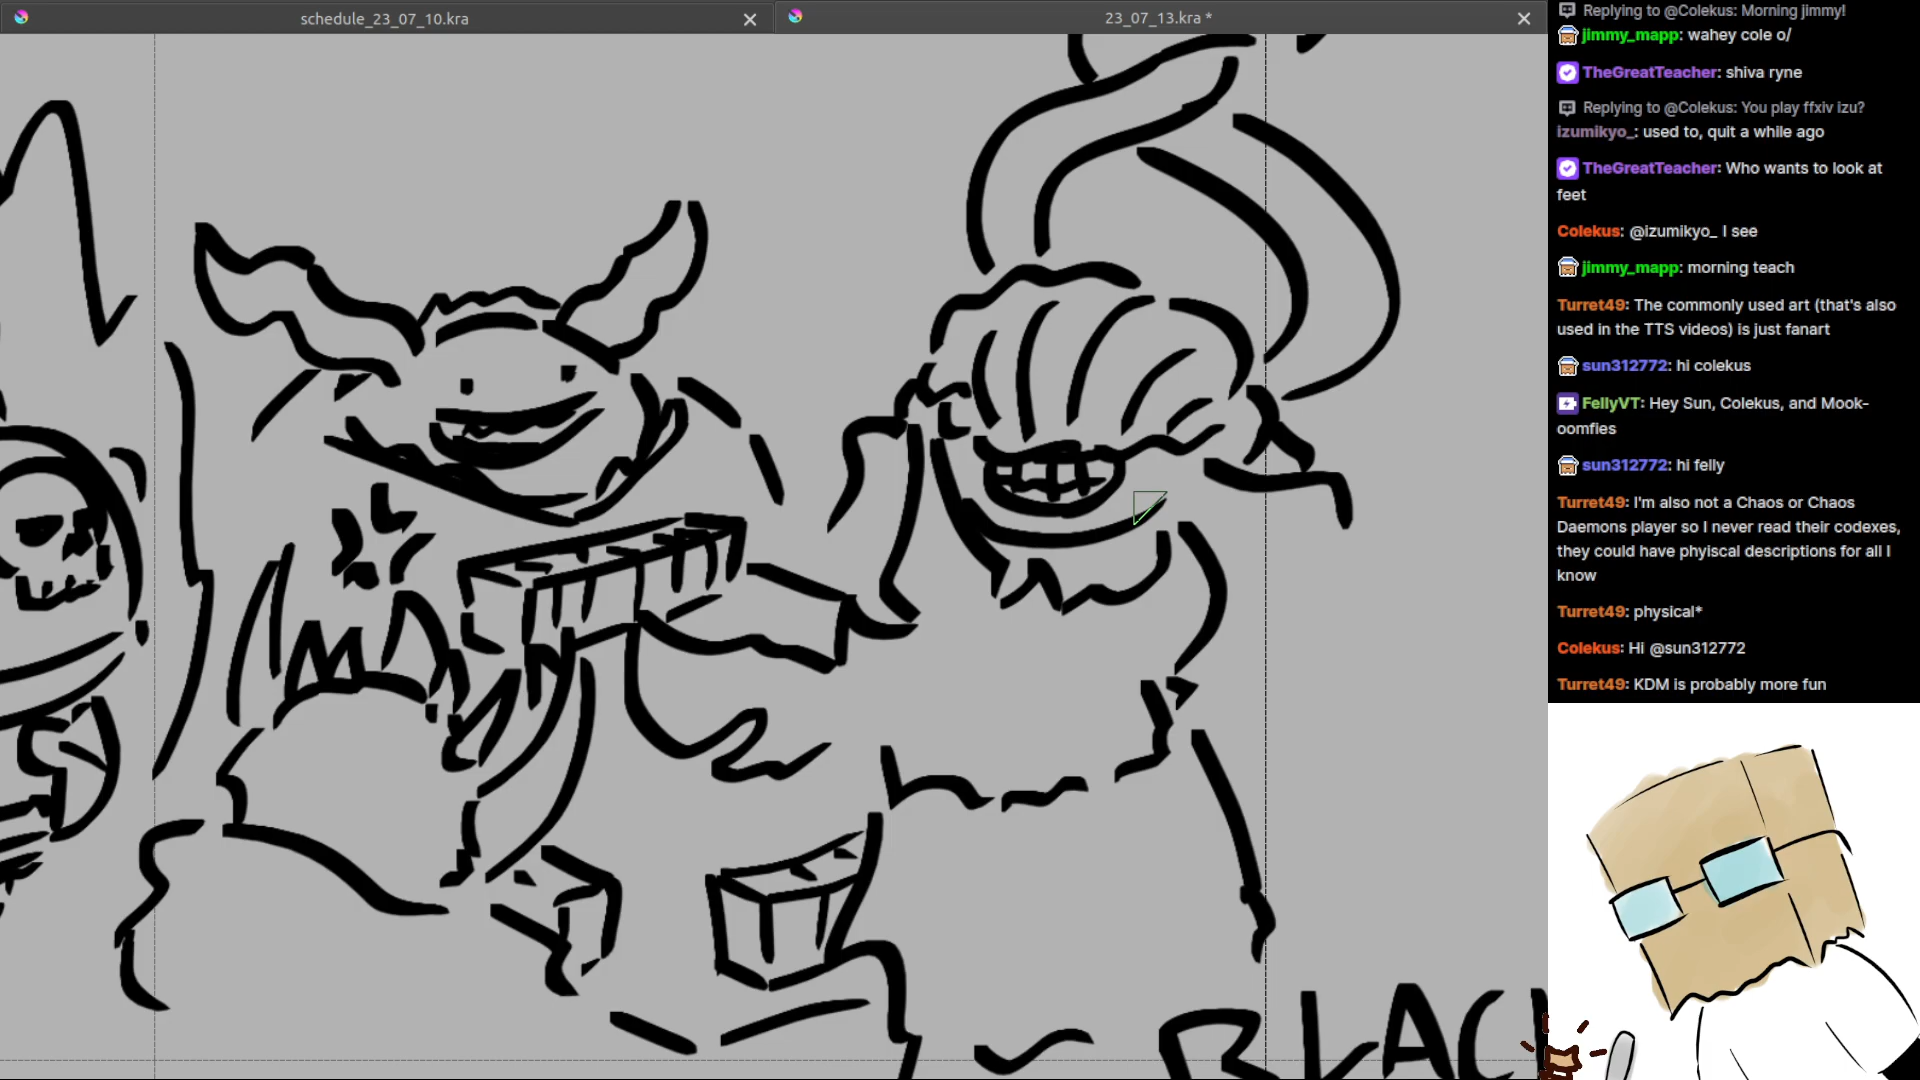 schedule_23_07_10.kra
23_07_13.kra *
Replying to @Colekus: Morning jimmy!
jimmy_mapp: wahey cole o/
TheGreatTeacher: shiva ryne
Replying to @Colekus: You play ffxiv izu?
izumikyo_: used to, quit a while ago
TheGreatTeacher: Who wants to look at
feet
Colekus: @izumikyo_ I see
jimmy_mapp: morning teach
Turret49: The commonly used art (that's also
used in the TTS videos) is just fanart
sun312772: hi colekus
FellyVT: Hey Sun, Colekus, and Mook-
oomfies
sun312772: hi felly
Turret49: I'm also not a Chaos or Chaos
Daemons player so I never read their codexes,
they could have phyiscal descriptions for all I
know
Turret49: physical*
Colekus: Hi @sun312772
Turret49: KDM is probably more fun